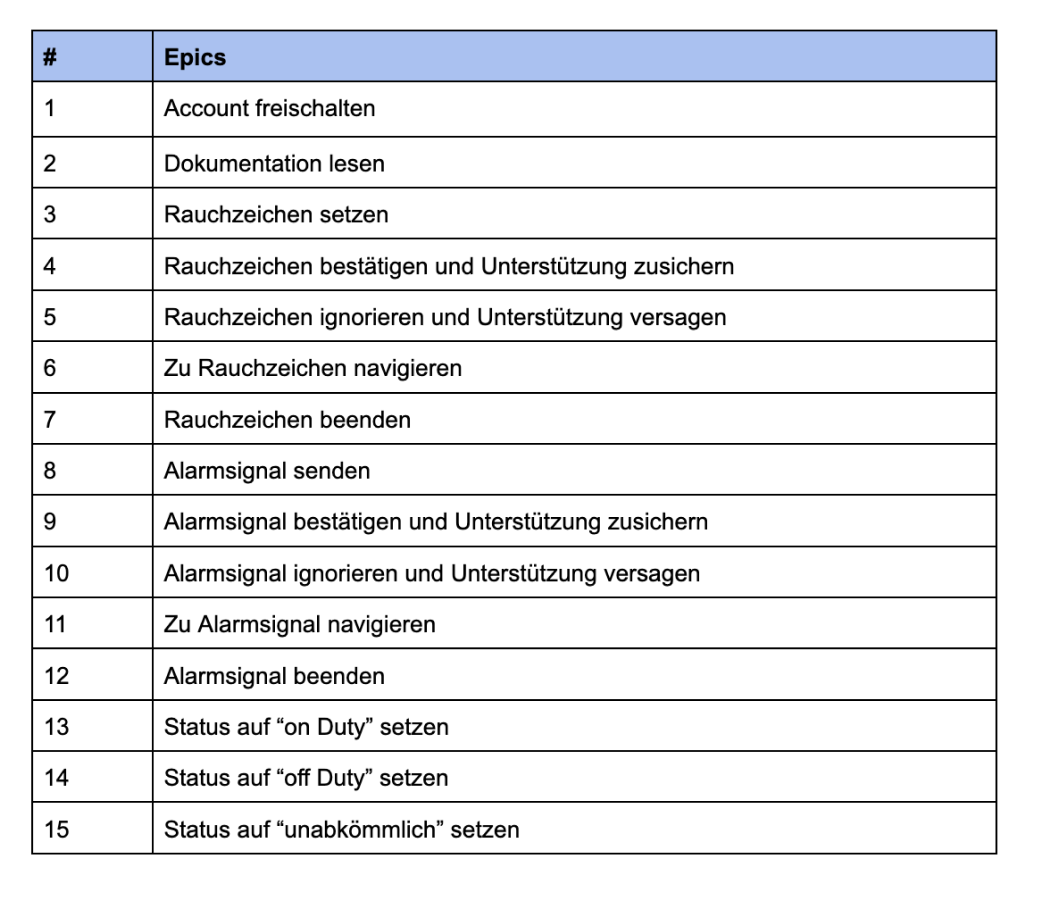 # Epics
1 Account freischalten
2 Dokumentation lesen
3 Rauchzeichen setzen
4 Rauchzeichen bestätigen und Unterstützung zusichern
5 Rauchzeichen ignorieren und Unterstützung versagen
6 Zu Rauchzeichen navigieren
7 Rauchzeichen beenden
8 Alarmsignal senden
9 Alarmsignal bestätigen und Unterstützung zusichern
10 Alarmsignal ignorieren und Unterstützung versagen
11 Zu Alarmsignal navigieren
12 Alarmsignal beenden
13 Status auf “on Duty” setzen
14 Status auf “off Duty” setzen
15 Status auf “unabkömmlich” setzen